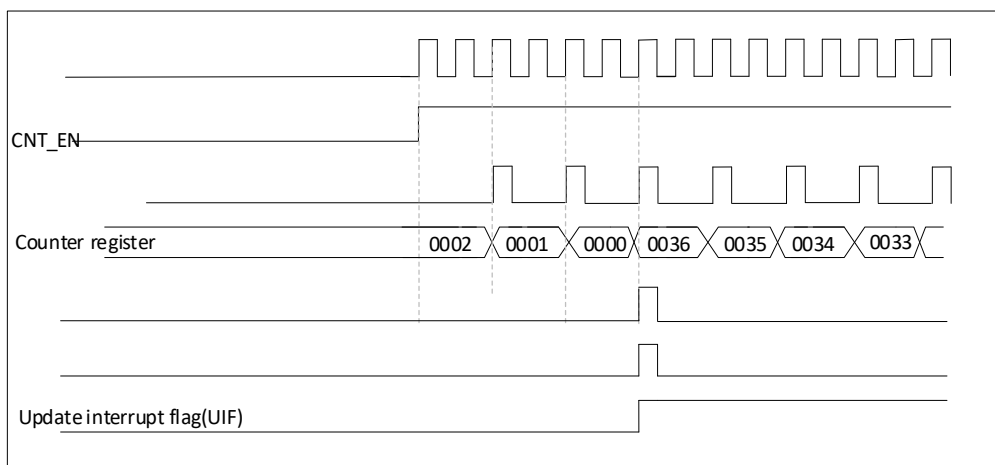 CNT_EN
Counter register 0002 0001 0000 0036 0035 0034 0033
Update interrupt flag(UIF)